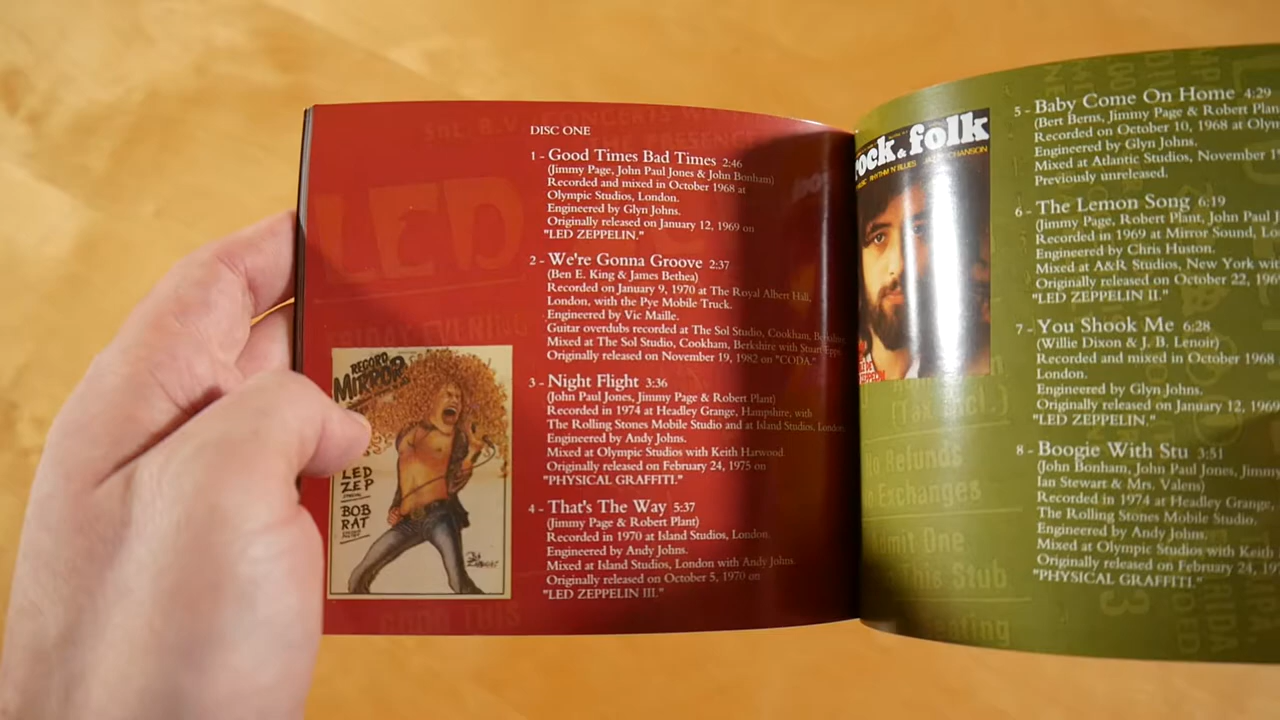 DISC ONE
1 - Good Times Bad Times 2:46
(Jimmy Page, John Paul Jones & John Bonham)
Recorded and mixed in October 1968 at
Olympic Studios, London.
Engineered by Glyn Johns.
Originally released on January 12, 1969 on
"LED ZEPPELIN."
2 - We're Gonna Groove 2:37
(Ben E. King & James Bethea)
Recorded on January 9, 1970 at The Royal Albert Hall,
London, with the Pye Mobile Truck.
Engineered by Vic Maille.
Guitar overdubs recorded at The Sol Studio, Cookham,
Mixed at The Sol Studio, Cookham, Berkshire with Stuart Epps.
Originally released on November 19, 1982 on "CODA."
3 - Night Flight 3:36
(John Paul Jones, Jimmy Page & Robert Plant)
Recorded in 1974 at Headley Grange, Hampshire, with
The Rolling Stones Mobile Studio and at Island Studios, London.
Engineered by Andy Johns.
Mixed at Olympic Studios with Keith Harwood
Originally released on February 24, 1975 on
"PHYSICAL GRAFFITI."
4 - That's The Way 5:37
(Jimmy Page & Robert Plant)
Recorded in 1970 at Island Studios, London.
Engineered by Andy Johns.
Mixed at Island Studios, London with Andy Johns
Originally released on October 5, 1970 on
"LED ZEPPELIN III."
RECORD
MIRROR
LED
ZEP
BOB
RAT
LED
rock & folk
RHYTHM 'N' BLUES
CHANSON
5 - Baby Come On Home 4:29
(Bert Berns, Jimmy Page & Robert
Recorded on October 10, 1968 at
Engineered by Glyn Johns.
Mixed at Atlantic Studios, November
Previously unreleased.
6 - The Lemon Song 6:19
(Jimmy Page, Robert Plant, John Paul
Recorded in 1969 at Mirror Sound,
Engineered by Chris Huston.
Mixed at A&R Studios, New York
Originally released on October 22,
"LED ZEPPELIN II."
7 - You Shook Me 6:28
(Willie Dixon & J. B. Lenoir)
Recorded and mixed in October 1968
London.
Engineered by Glyn Johns.
Originally released on January 12, 1969
"LED ZEPPELIN."
8 - Boogie With Stu 3:51
(John Bonham, John Paul Jones, Jimmy
Ian Stewart & Mrs. Valens)
Recorded in 1974 at Headley Grange,
The Rolling Stones Mobile Studio.
Engineered by Andy Johns.
Mixed at Olympic Studios with Keith
Originally released on February 24,
"PHYSICAL GRAFFITI."
No Refunds
Exchanges
Admit One
This Stub